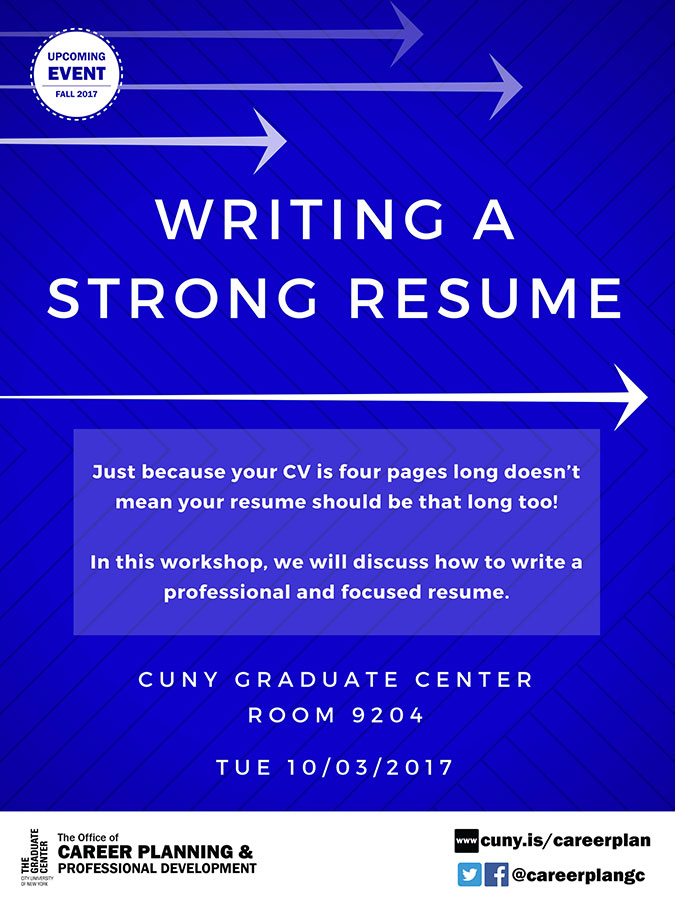 UPCOMING
EVENT
FALL 2017
WRITING A
STRONG RESUME
Just because your CV is four pages long doesn't
mean your resume should be that long too!
In this workshop, we will discuss how to write a
professional and focused resume.
CUNY GRADUATE CENTER
ROOM 9204
TUE 10/03/2017
THE
GRADUATE
CENTER
CITY UNIVERSITY
OF NEW YORK
The Office of
CAREER PLANNING &
PROFESSIONAL DEVELOPMENT
www cuny.is/careerplan
@careerplangc